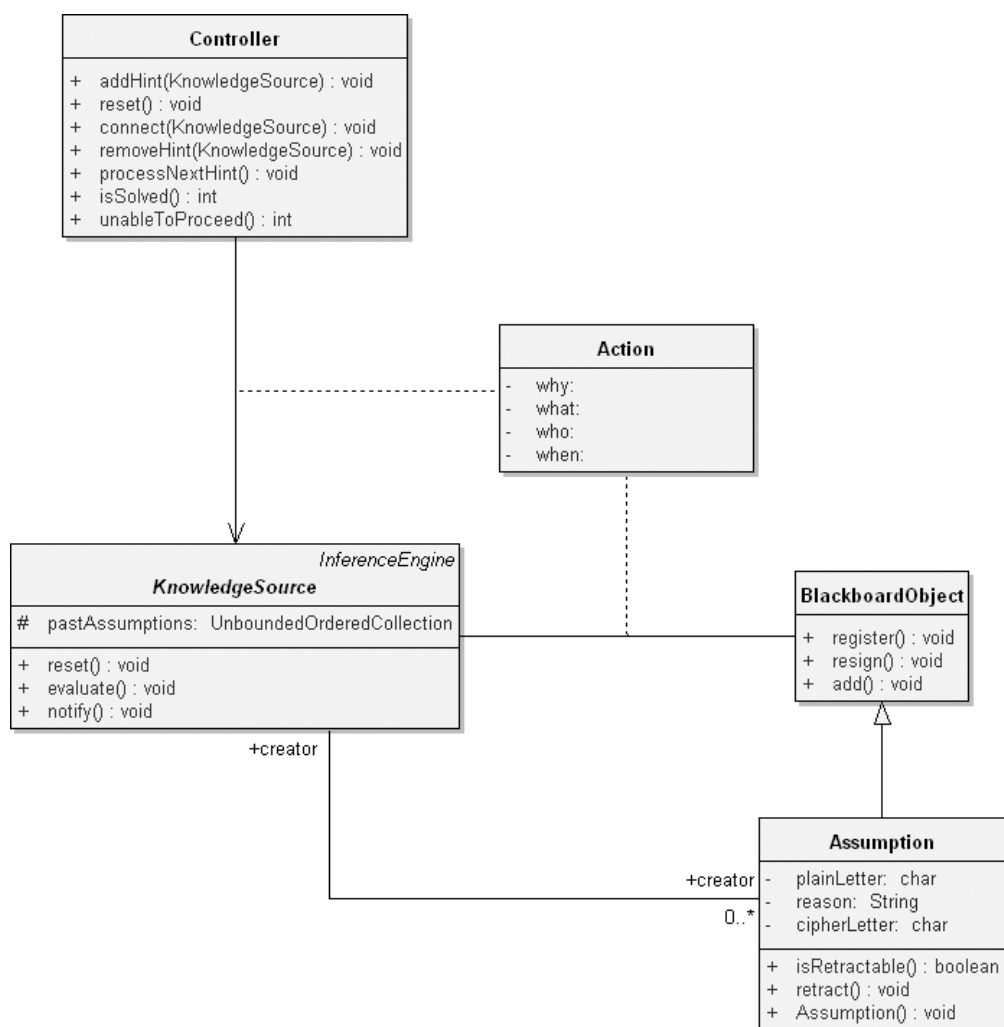 Controller
+ addHint(KnowledgeSource) : void
+ reset() : void
+ connect(KnowledgeSource) : void
+ removeHint(KnowledgeSource) : void
+ processNextHint() : void
+ isSolved() : int
+ unableToProceed() : int
Action
- why:
- what:
- who:
- when:
InferenceEngine
KnowledgeSource
# pastAssumptions: UnboundedOrderedCollection
+ reset() : void
+ evaluate() : void
+ notify() : void
BlackboardObject
+ register() : void
+ resign() : void
+ add() : void
+creator
+creator
0..*
Assumption
- plainLetter: char
- reason: String
- cipherLetter: char
+ isRetractable() : boolean
+ retract() : void
+ Assumption() : void